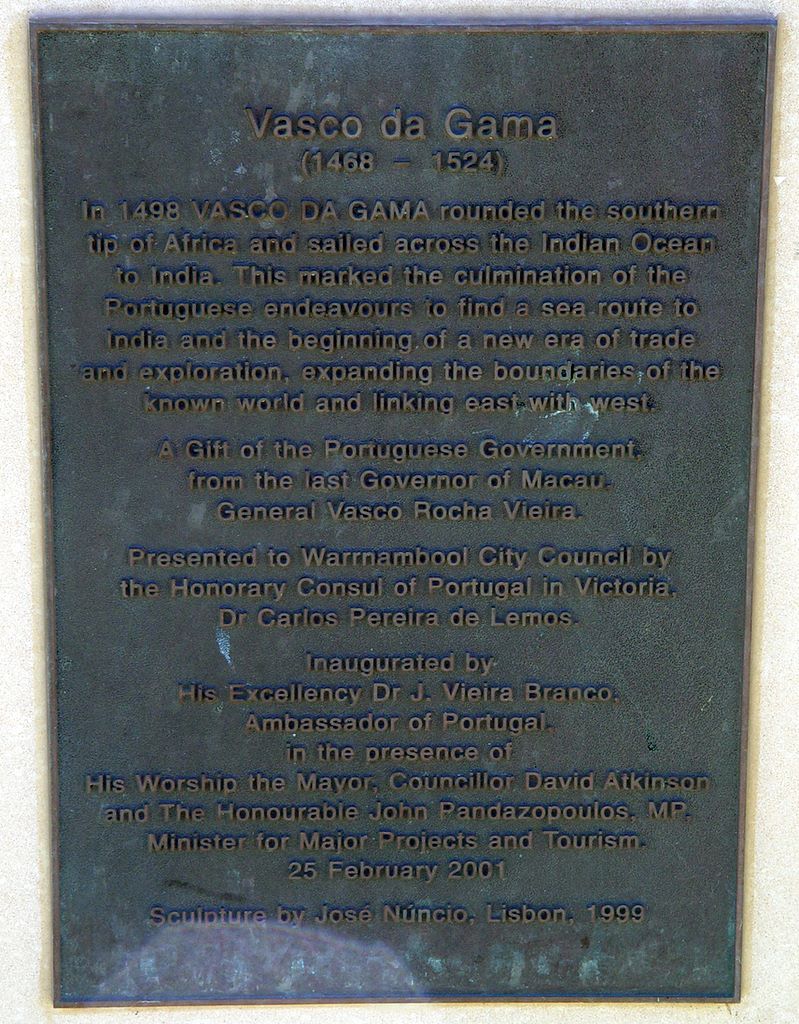 Vasco da Gama
(1468 – 1524)
In 1498 VASCO DA GAMA rounded the southern
tip of Africa and sailed across the Indian Ocean
to India. This marked the culmination of the
Portuguese endeavours to find a sea route to
India and the beginning of a new era of trade
and exploration, expanding the boundaries of the
known world and linking east with west.
A Gift of the Portuguese Government,
from the last Governor of Macau,
General Vasco Rocha Vieira.
Presented to Warrnambool City Council by
the Honorary Consul of Portugal in Victoria,
Dr Carlos Pereira de Lemos.
Inaugurated by
His Excellency Dr J. Vieira Branco,
Ambassador of Portugal,
in the presence of
His Worship the Mayor, Councillor David Atkinson
and The Honourable John Pandazopoulos, MP,
Minister for Major Projects and Tourism.
25 February 2001
Sculpture by José Núncio, Lisbon, 1999